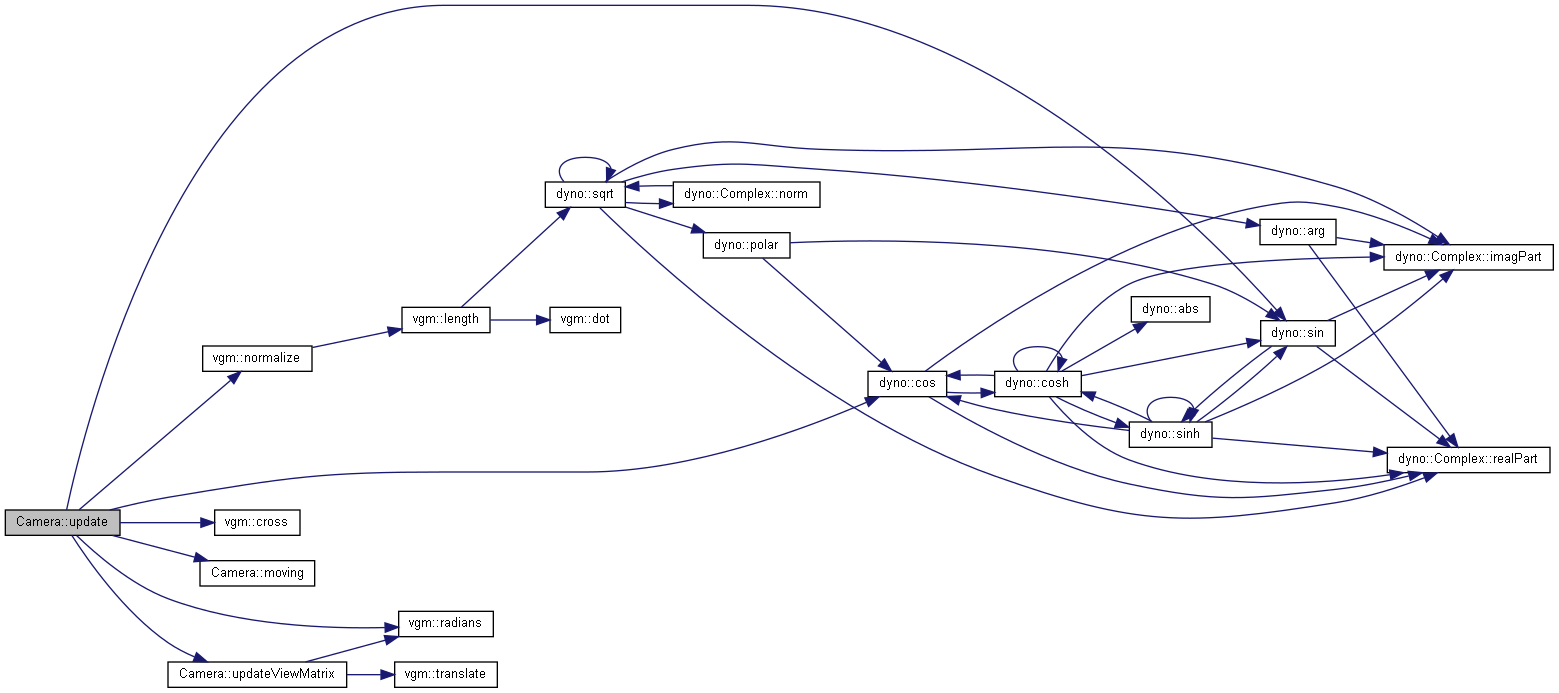 Camera::update
vgm::normalize
vgm::cross
Camera::moving
Camera::updateViewMatrix
vgm::length
vgm::radians
vgm::translate
dyno::sqrt
vgm::dot
dyno::Complex::norm
dyno::polar
dyno::cos
dyno::cosh
dyno::abs
dyno::sinh
dyno::arg
dyno::sin
dyno::Complex::imagPart
dyno::Complex::realPart